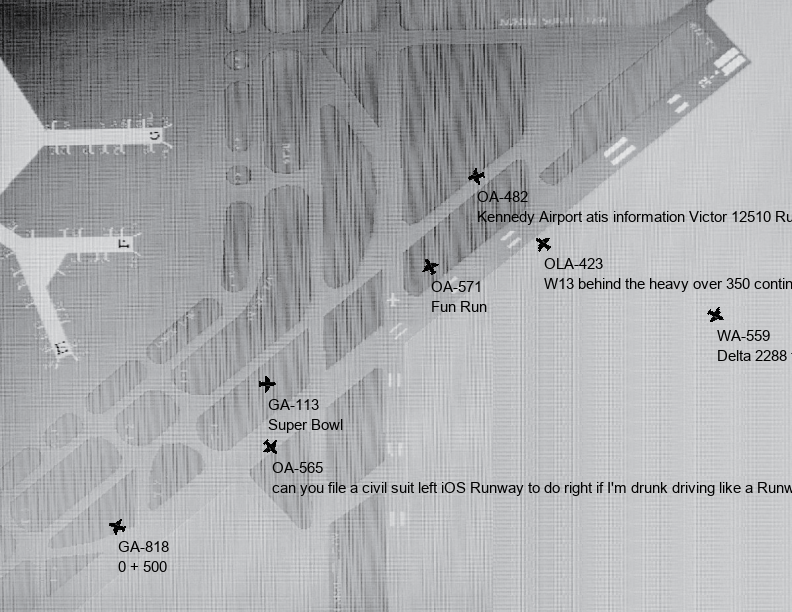 OA-482
Kennedy Airport atis information Victor 12510 Ru
OLA-423
W13 behind the heavy over 350 contin
OA-571
Fun Run
WA-559
Delta 2288
GA-113
Super Bowl
OA-565
can you file a civil suit left iOS Runway to do right if I'm drunk driving like a Runw
GA-818
0 + 500